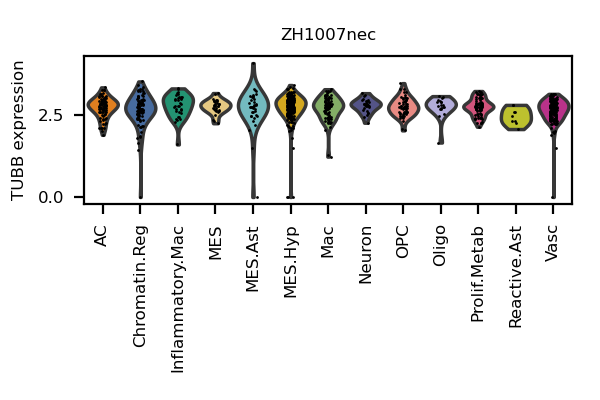 ZH1007nec
TUBB expression
2.5
0.0
AC
Chromatin.Reg
Inflammatory.Mac
MES
MES.Ast
MES.Hyp
Mac
Neuron
OPC
Oligo
Prolif.Metab
Reactive.Ast
Vasc